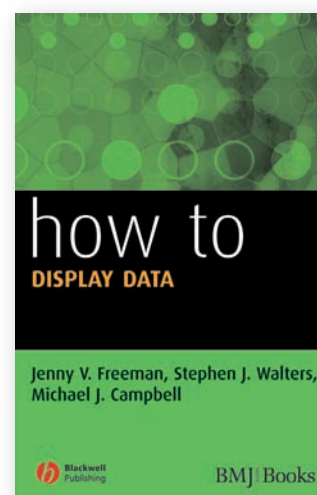 how to
DISPLAY DATA
Jenny V. Freeman, Stephen J. Walters,
Michael J. Campbell
Blackwell
Publishing
BMJ Books